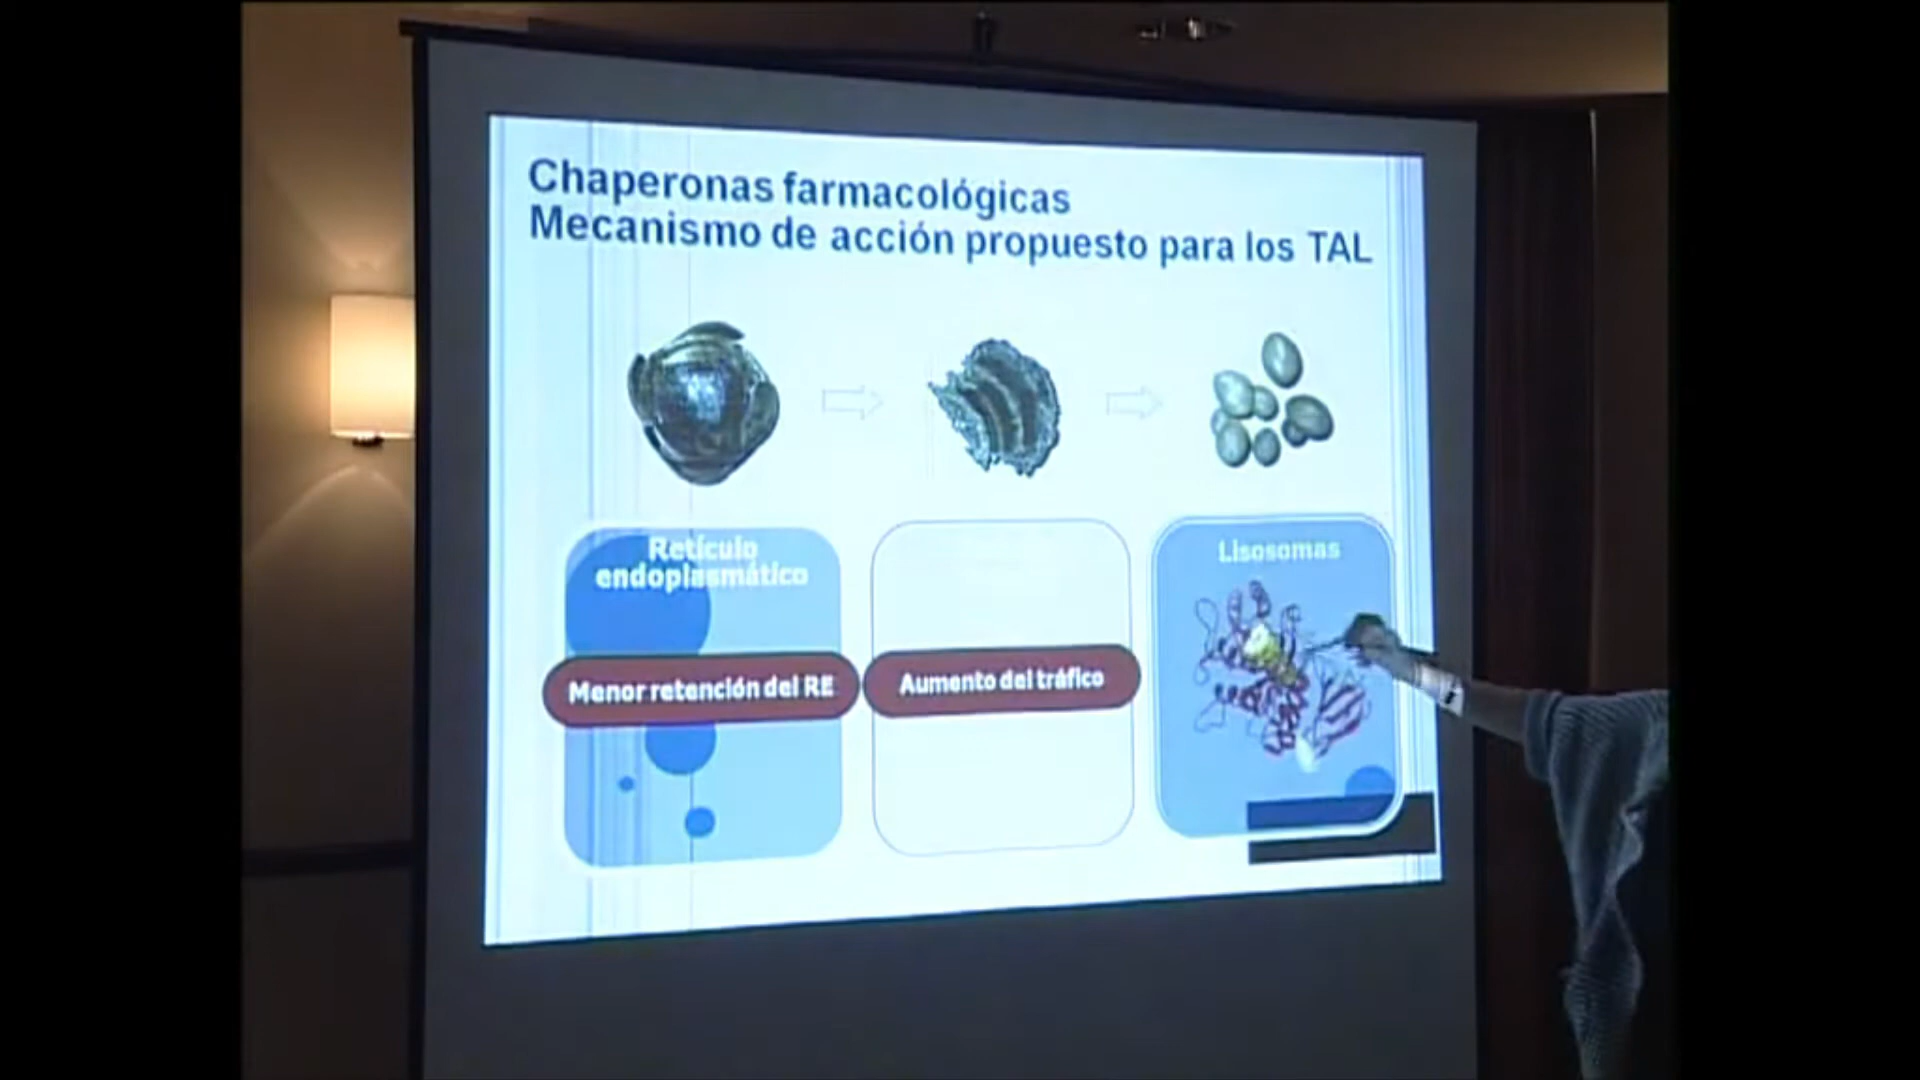 Chaperonas farmacológicas
Mecanismo de acción propuesto para los TAL
Retículo
endoplasmático
Menor retención del RE
Aumento del tráfico
Lisosomas